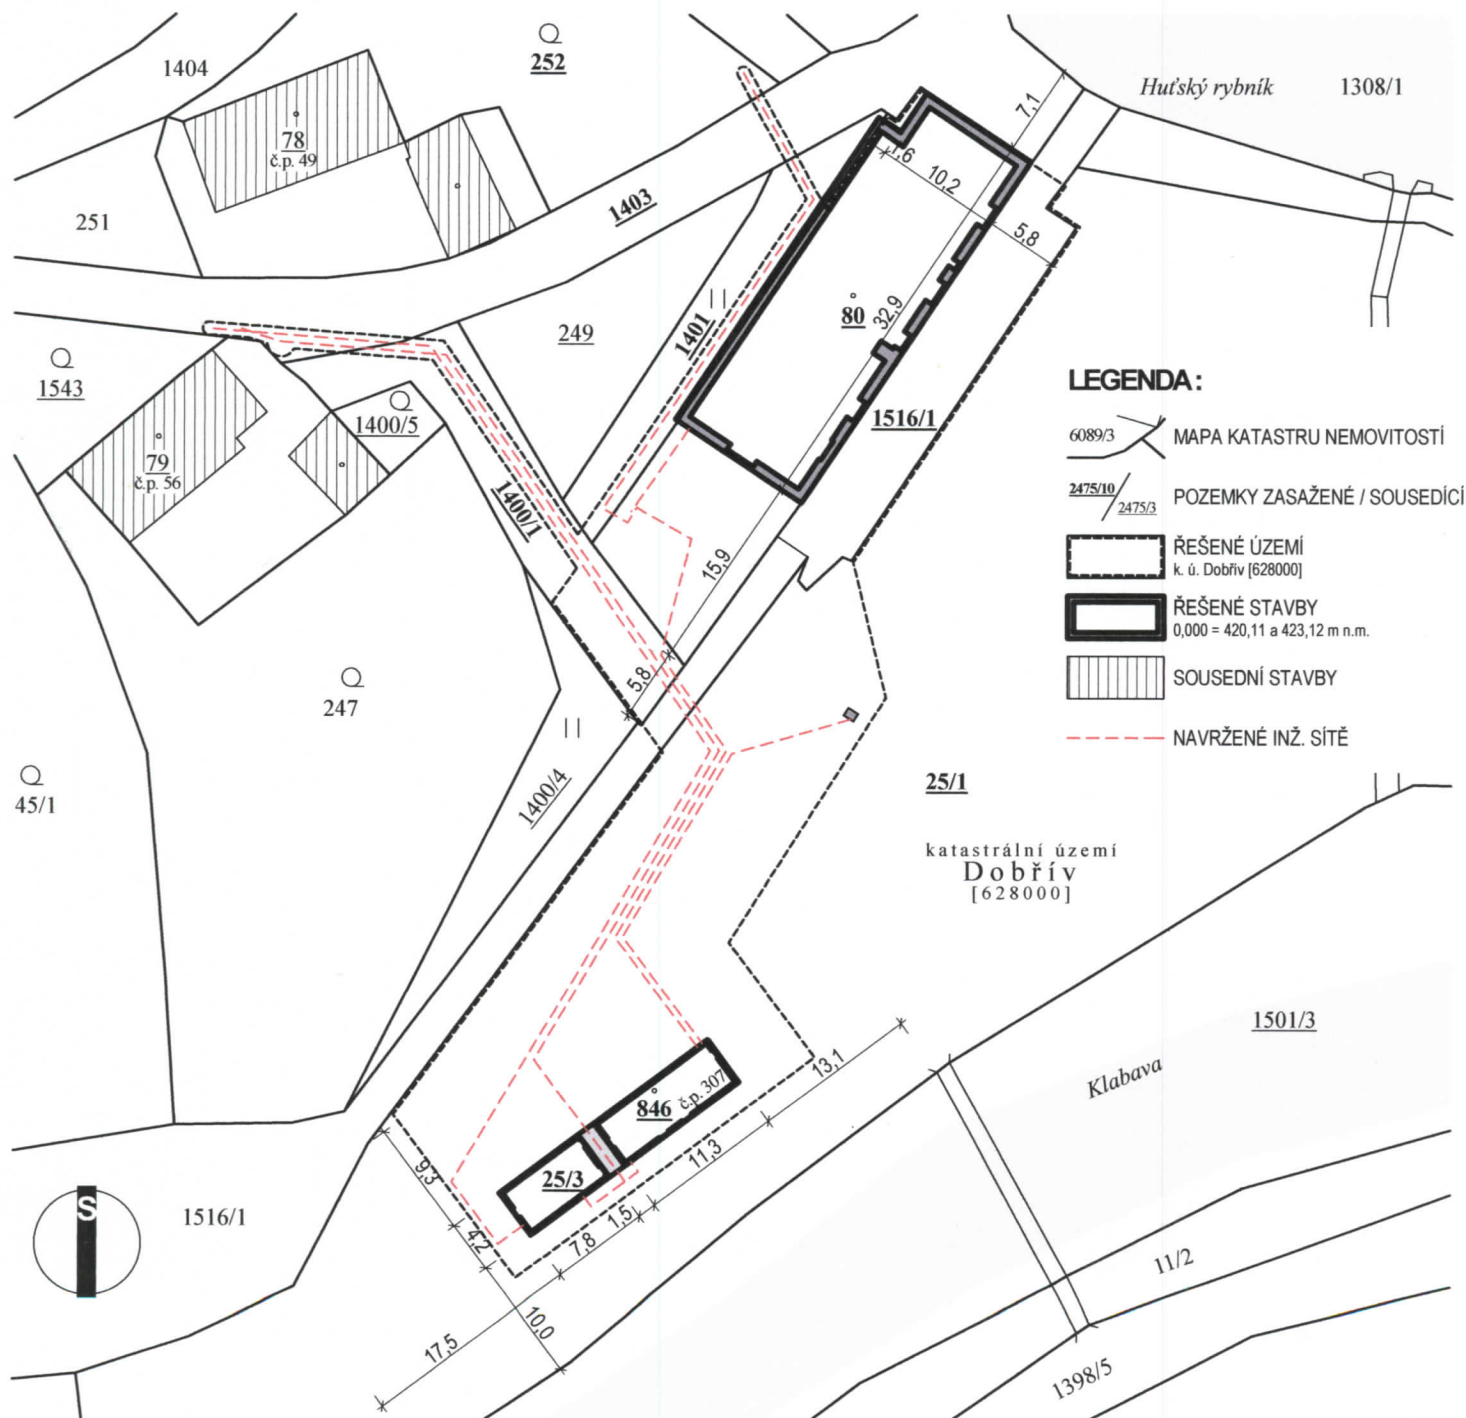 1404
252
78
č.p. 49
251
1403
Huťský rybník
1308/1
7,1
1,6
10,2
5,8
80
32,9
1401
249
1543
79
č.p. 56
1400/5
1400/1
1516/1
15,9
5,8
247
45/1
1400/4
LEGENDA:
6089/3
MAPA KATASTRU NEMOVITOSTÍ
2475/10
2475/3
POZEMKY ZASAŽENÉ / SOUSEDÍCÍ
ŘEŠENÉ ÚZEMÍ
k. ú. Dobřív [628000]
ŘEŠENÉ STAVBY
0,000 = 420,11 a 423,12 m n.m.
SOUSEDNÍ STAVBY
NAVRŽENÉ INŽ. SÍTĚ
25/1
katastrální území
Dobřív
[628000]
1501/3
Klabava
13,1
846
č.p. 307
11,3
25/3
1,5
7,8
9,3
4,2
10,0
17,5
1516/1
S
11/2
1398/5